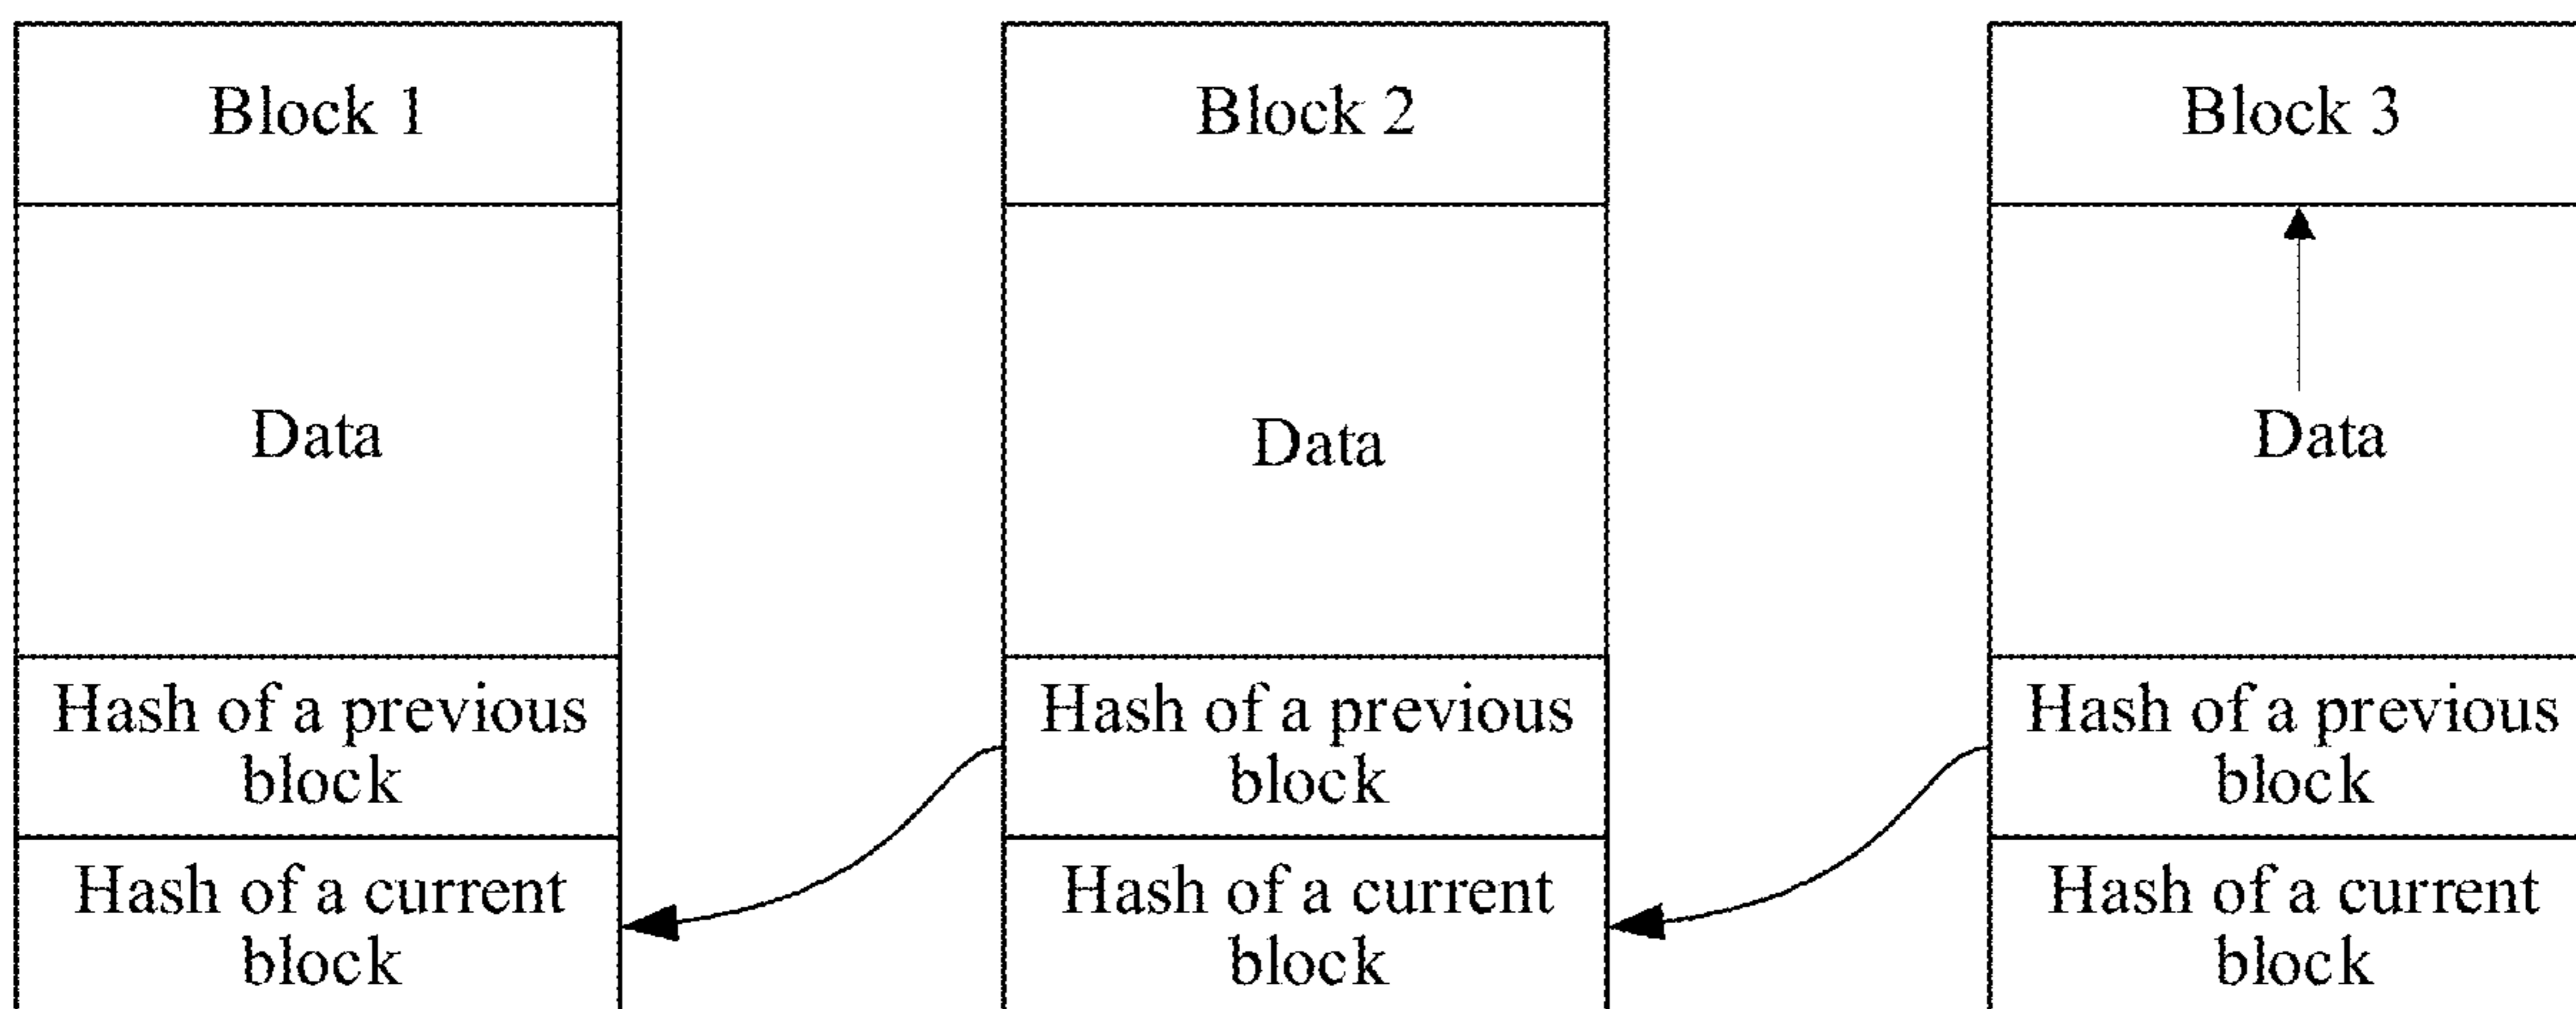 Block 1
Data
Hash of a previous
block
Hash of a current
block
Block 2
Data
Hash of a previous
block
Hash of a current
block
Block 3
Data
Hash of a previous
block
Hash of a current
block